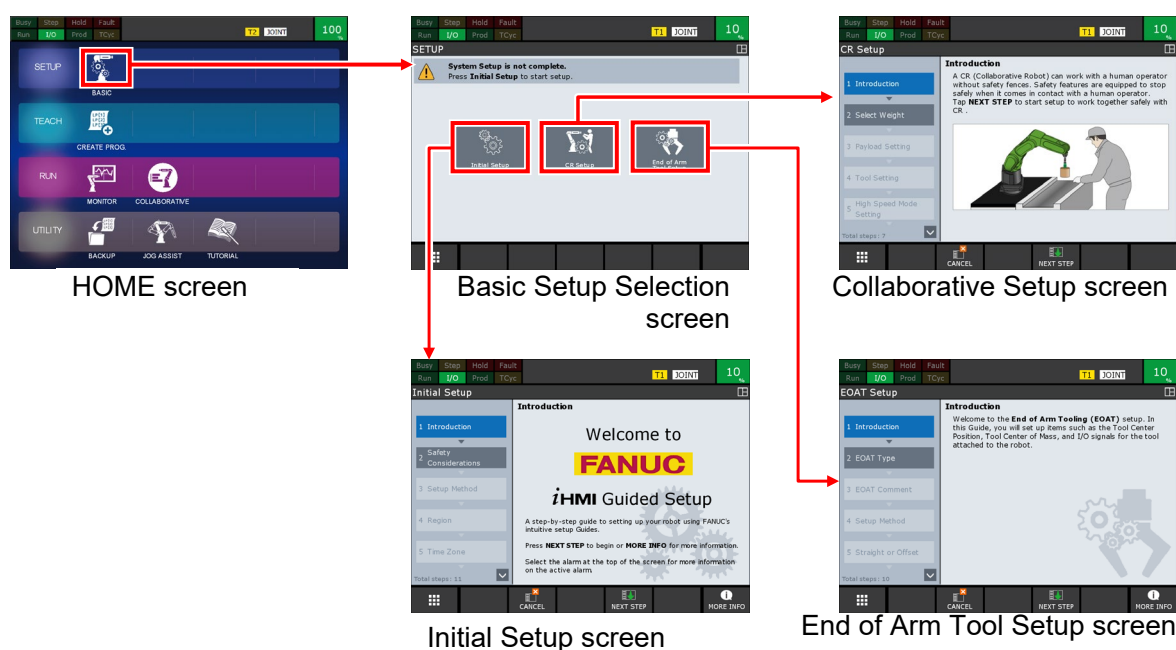 Busy Step Hold Fault
Run I/O Prod TCyc
T2 JOINT
100 %
SETUP
BASIC
TEACH
CREATE PROG.
RUN
MONITOR
COLLABORATIVE
UTILITY
BACKUP
JOG ASSIST
TUTORIAL
HOME screen
Busy Step Hold Fault
Run I/O Prod TCyc
T1 JOINT
10 %
SETUP
System Setup is not complete.
Press Initial Setup to start setup.
Initial Setup
CR Setup
End of Arm
Tool Setup
Basic Setup Selection
screen
Busy Step Hold Fault
Run I/O Prod TCyc
T1 JOINT
10 %
CR Setup
1 Introduction
2 Select Weight
3 Payload Setting
4 Tool Setting
5 High Speed Mode
Setting
Total steps: 7
Introduction
A CR (Collaborative Robot) can work with a human operator
without safety fences. Safety features are equipped to stop
safely when it comes in contact with a human operator.
Tap NEXT STEP to start setup to work together safely with
CR .
CANCEL
NEXT STEP
Collaborative Setup screen
Busy Step Hold Fault
Run I/O Prod TCyc
T1 JOINT
10 %
Initial Setup
1 Introduction
2 Safety
Considerations
3 Setup Method
4 Region
5 Time Zone
Total steps: 11
Introduction
Welcome to
FANUC
iHMI Guided Setup
A step-by-step guide to setting up your robot using FANUC's
intuitive setup Guides.
Press NEXT STEP to begin or MORE INFO for more information.
Select the alarm at the top of the screen for more information
on the active alarm.
CANCEL
NEXT STEP
MORE INFO
Initial Setup screen
Busy Step Hold Fault
Run I/O Prod TCyc
T1 JOINT
10 %
EOAT Setup
1 Introduction
2 EOAT Type
3 EOAT Comment
4 Setup Method
5 Straight or Offset
Total steps: 10
Introduction
Welcome to the End of Arm Tooling (EOAT) setup. In
this Guide, you will set up items such as the Tool Center
Position, Tool Center of Mass, and I/O signals for the tool
attached to the robot.
CANCEL
NEXT STEP
MORE INFO
End of Arm Tool Setup screen